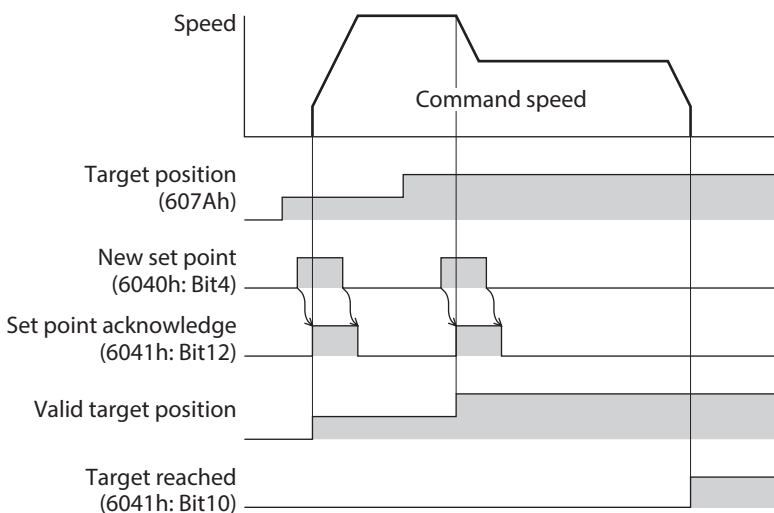 Speed
Command speed
Target position
(607Ah)
New set point
(6040h: Bit4)
Set point acknowledge
(6041h: Bit12)
Valid target position
Target reached
(6041h: Bit10)